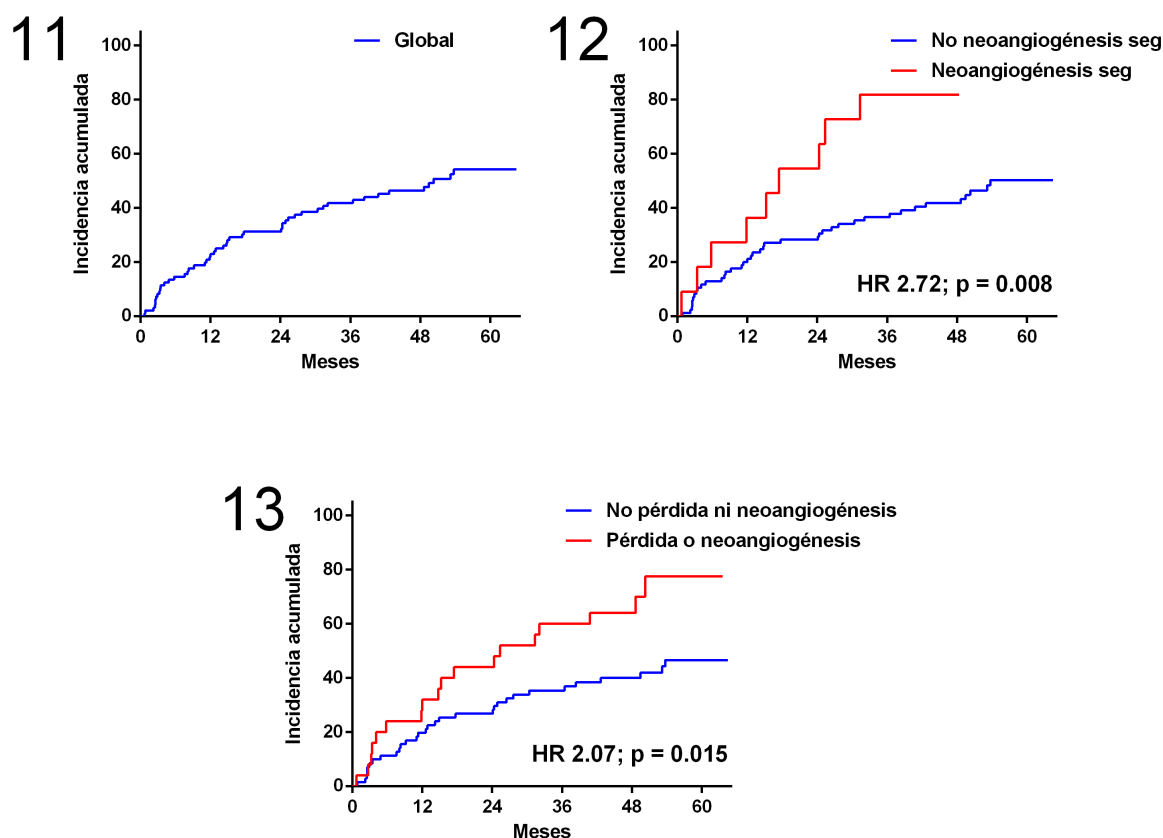 11
Global
Incidencia acumulada
100
80
60
40
20
0
0 12 24 36 48 60
Meses
12
No neoangiogénesis seg
Neoangiogénesis seg
Incidencia acumulada
100
80
60
40
20
0
HR 2.72; p = 0.008
0 12 24 36 48 60
Meses
13
No pérdida ni neoangiogénesis
Pérdida o neoangiogénesis
Incidencia acumulada
100
80
60
40
20
0
HR 2.07; p = 0.015
0 12 24 36 48 60
Meses